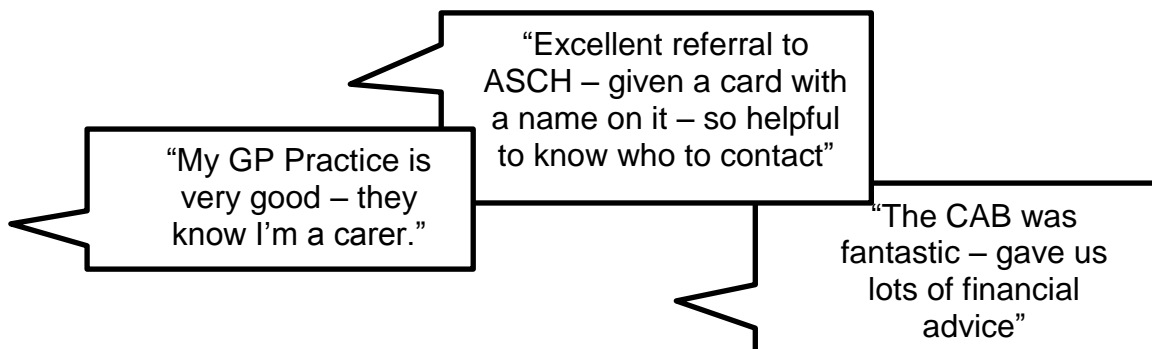 “Excellent referral to
ASCH – given a card with
a name on it – so helpful
to know who to contact”
“My GP Practice is
very good – they
know I’m a carer.”
“The CAB was
fantastic – gave us
lots of financial
advice”